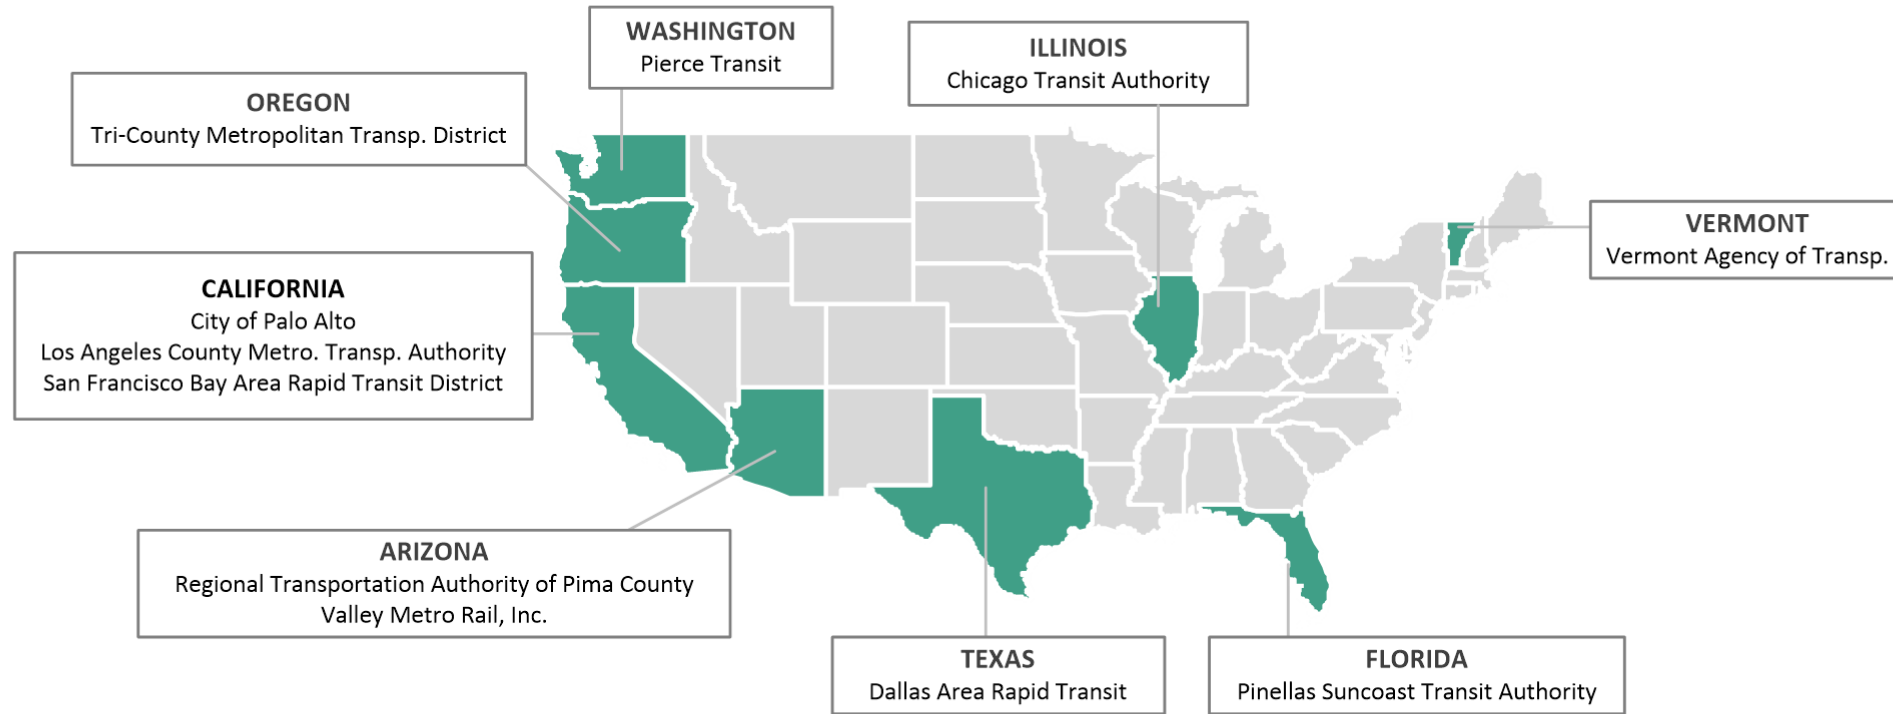 WASHINGTON
Pierce Transit
ILLINOIS
Chicago Transit Authority
OREGON
Tri-County Metropolitan Transp. District
VERMONT
Vermont Agency of Transp.
CALIFORNIA
City of Palo Alto
Los Angeles County Metro. Transp. Authority
San Francisco Bay Area Rapid Transit District
ARIZONA
Regional Transportation Authority of Pima County
Valley Metro Rail, Inc.
TEXAS
Dallas Area Rapid Transit
FLORIDA
Pinellas Suncoast Transit Authority